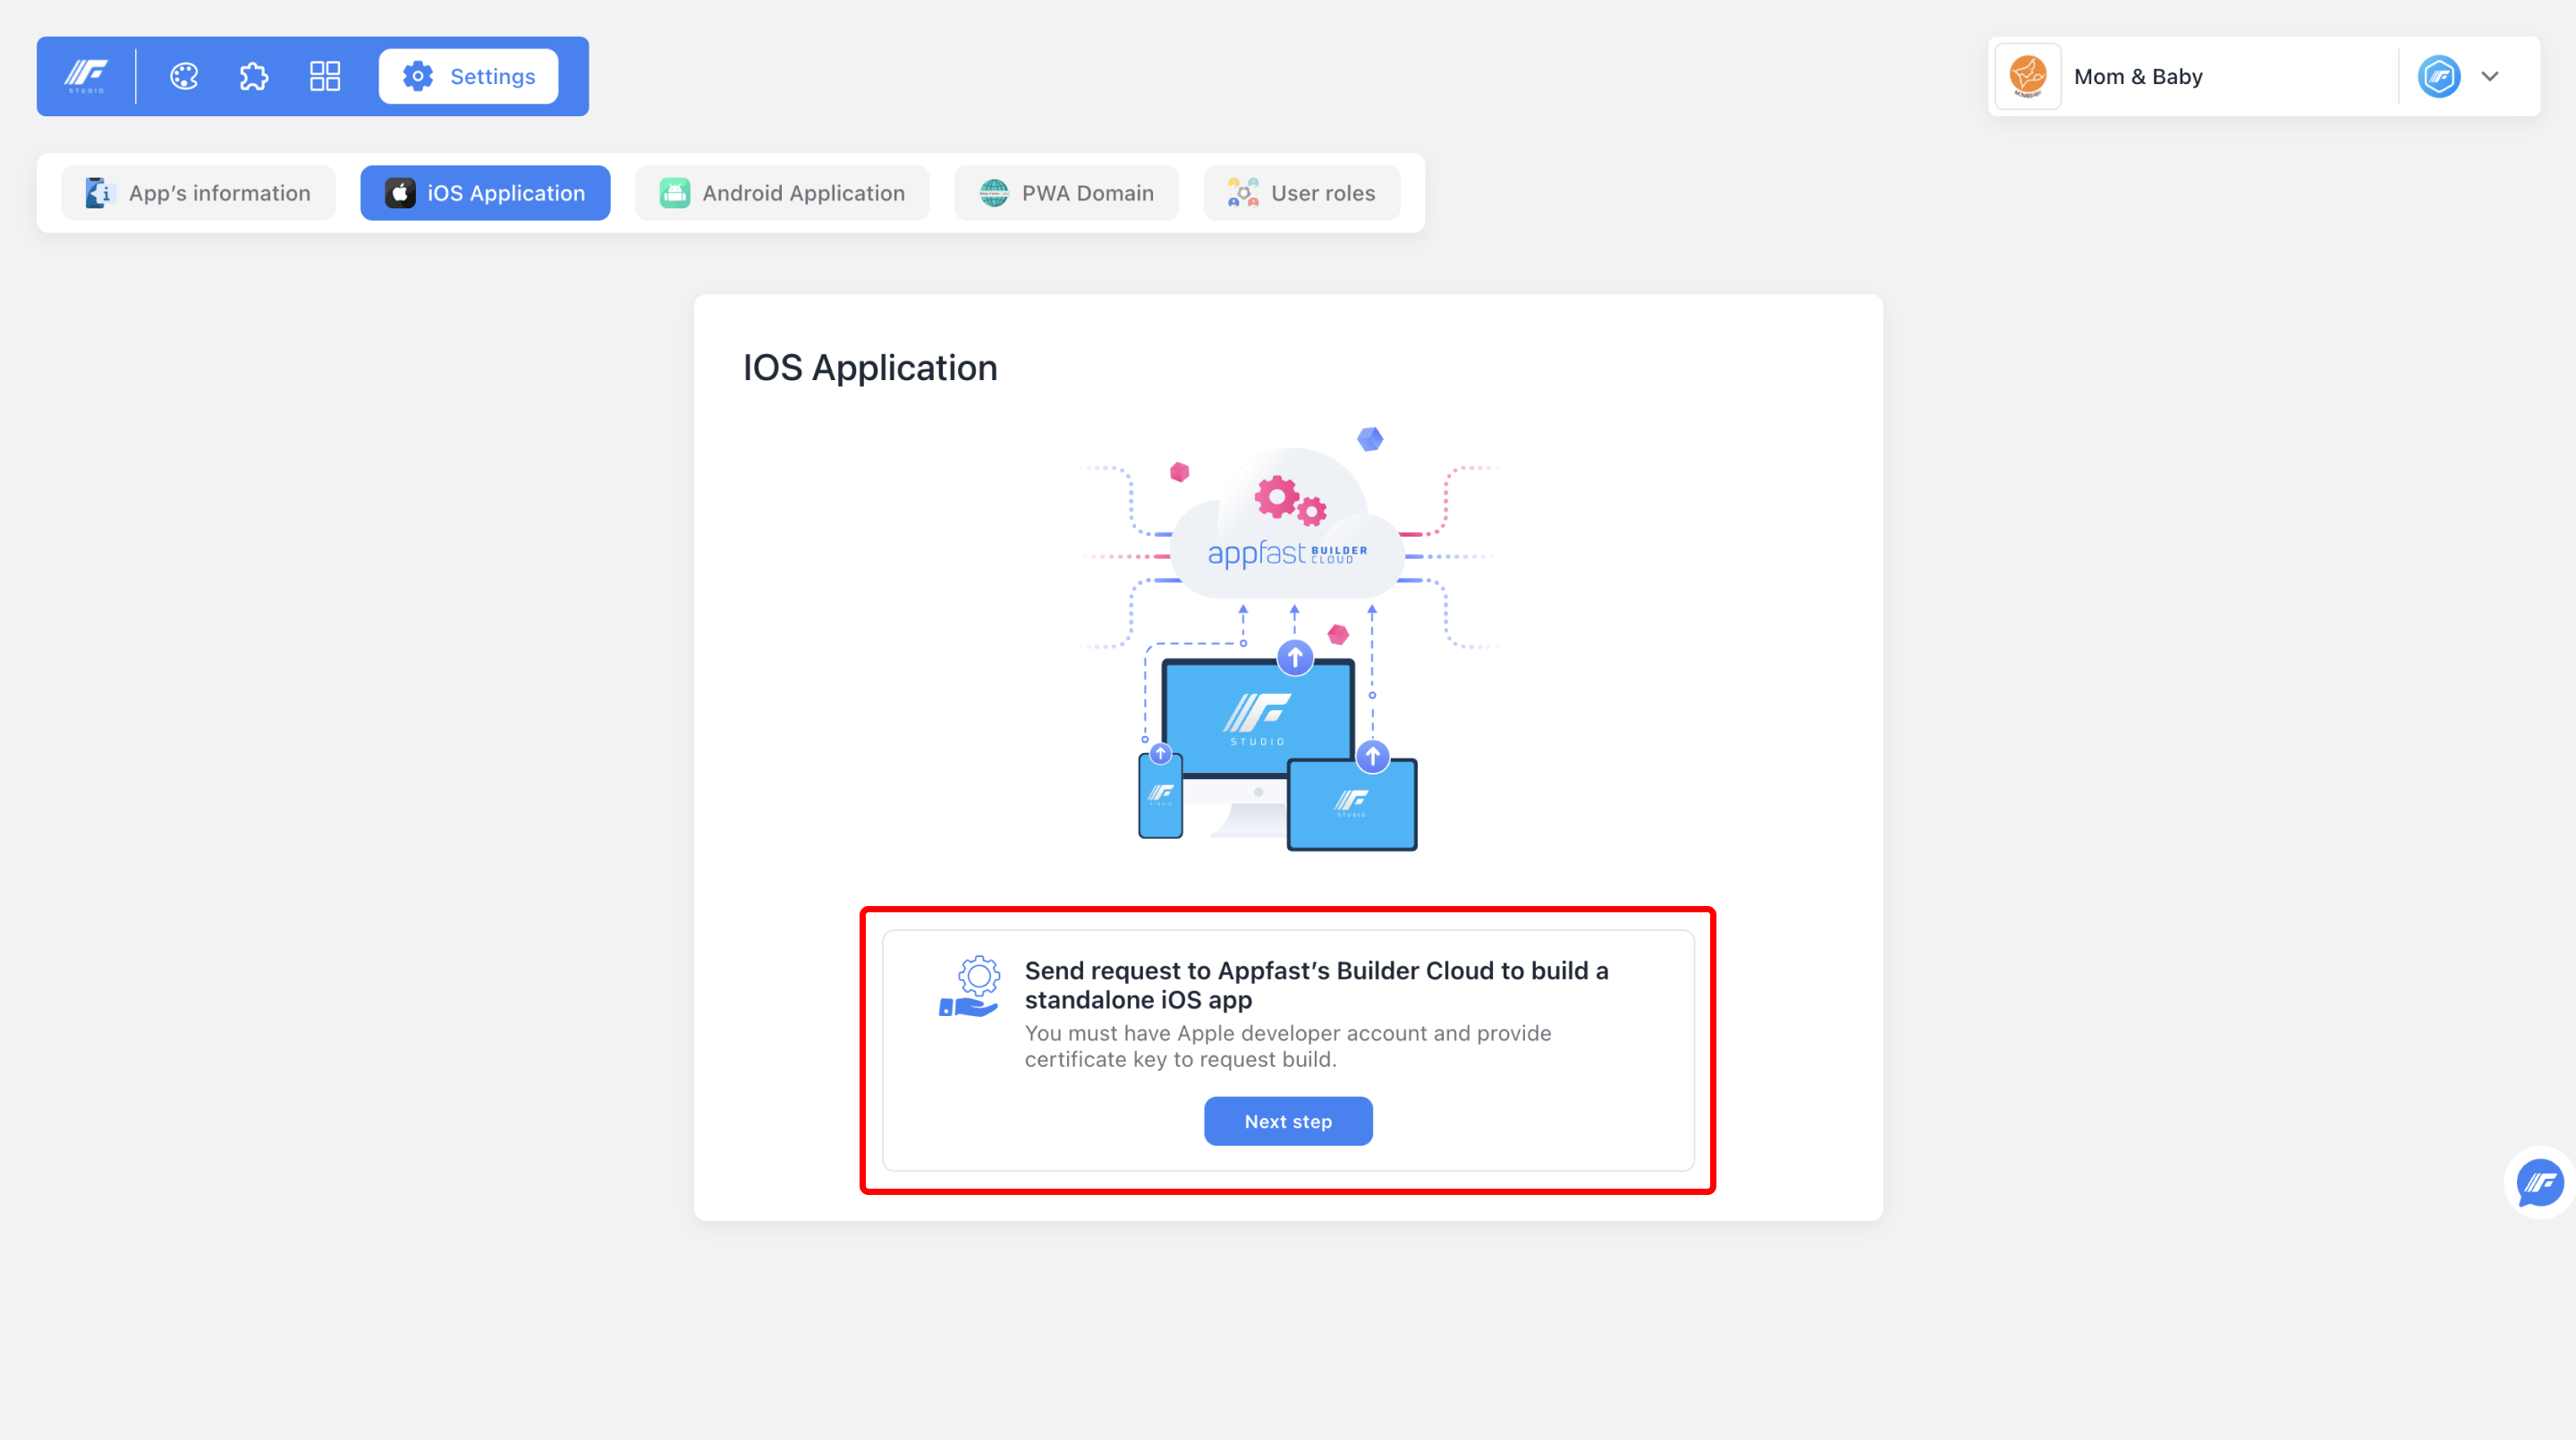 STUDIO
Settings
Mom & Baby
App's information
iOS Application
Android Application
PWA Domain
User roles
IOS Application
appfast BUILDER
CLOUD
STUDIO
STUDIO
Send request to Appfast’s Builder Cloud to build a
standalone iOS app
You must have Apple developer account and provide
certificate key to request build.
Next step